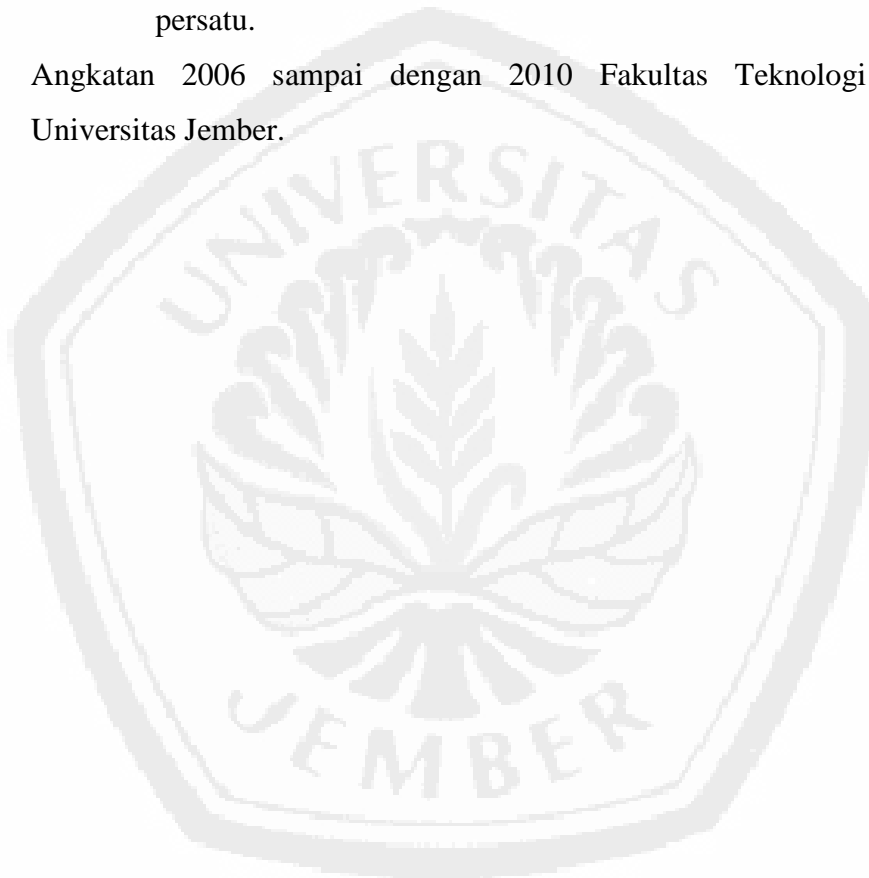 persatu.
Angkatan 2006 sampai dengan 2010 Fakultas Teknologi
Universitas Jember.
UNIVERSITAS
JEMBER